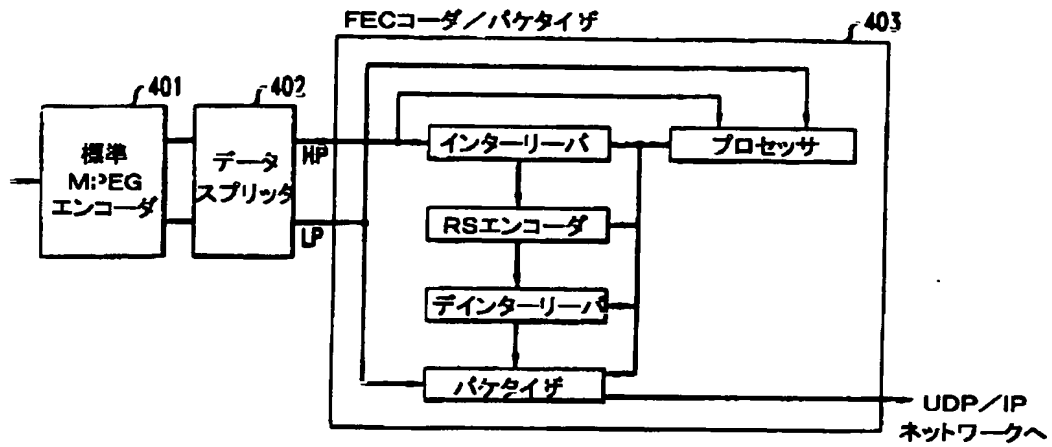 FECコーダ／パケタイザ
403
401
402
標準
MPEG
エンコーダ
データ
スプリッタ
HP
LP
インターリーバ
プロセッサ
RSエンコーダ
デインターリーバ
パケタイザ
UDP／IP
ネットワークへ